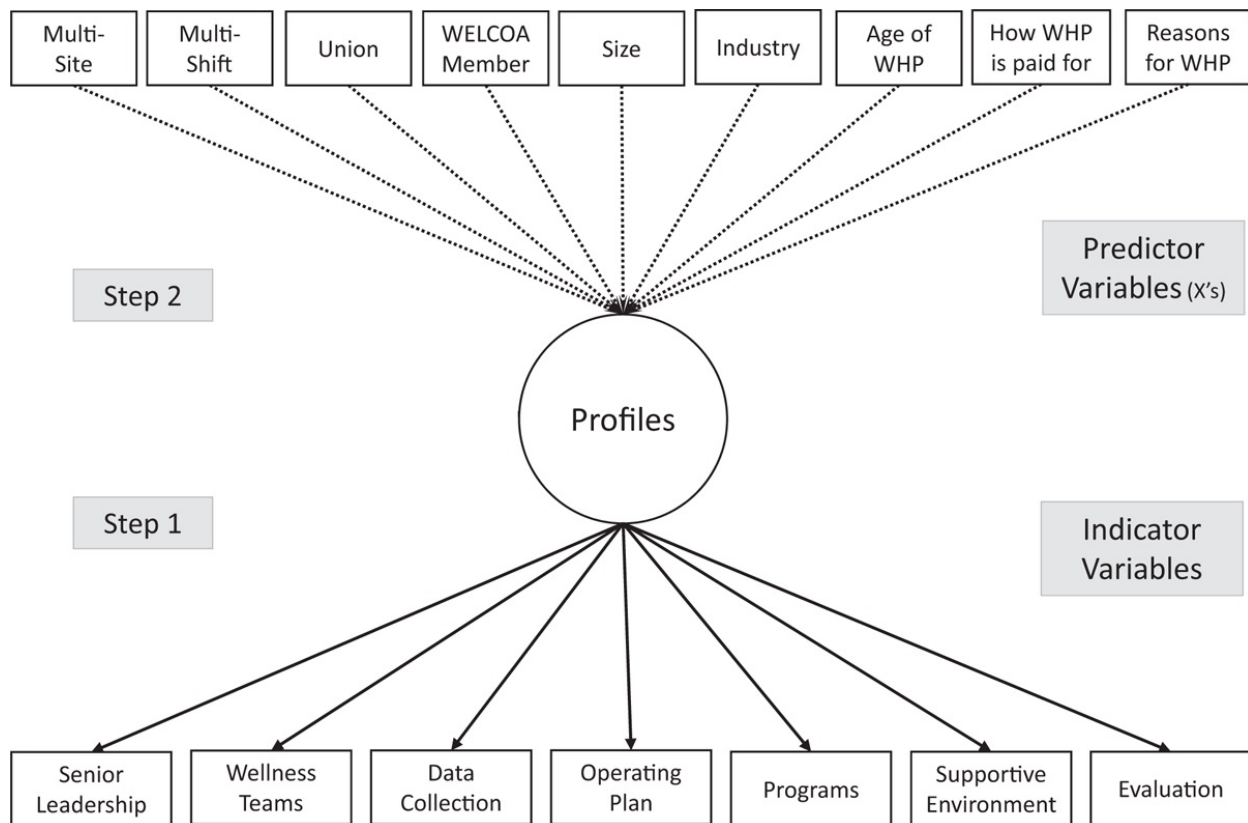 Multi-
Site
Multi-
Shift
Union
WELCOA
Member
Size
Industry
Age of
WHP
How WHP
is paid for
Reasons
for WHP
Step 2
Predictor
Variables (X's)
Profiles
Step 1
Indicator
Variables
Senior
Leadership
Wellness
Teams
Data
Collection
Operating
Plan
Programs
Supportive
Environment
Evaluation